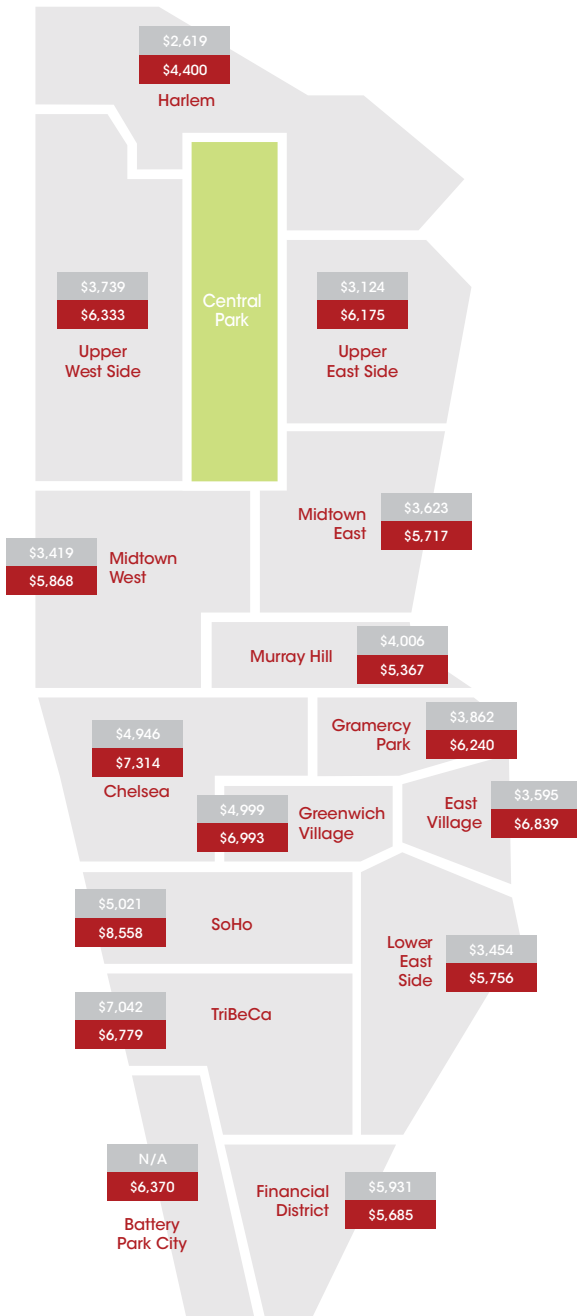 $2,619
$4,400
Harlem
$3,739
$6,333
Upper
West Side
Central
Park
$3,124
$6,175
Upper
East Side
Midtown
East
$3,623
$5,717
$3,419
$5,868
Midtown
West
Murray Hill
$4,006
$5,367
$4,946
$7,314
Chelsea
Gramercy
Park
$3,862
$6,240
$4,999
$6,993
Greenwich
Village
East
Village
$3,595
$6,839
$5,021
$8,558
SoHo
Lower
East
Side
$3,454
$5,756
$7,042
$6,779
TriBeCa
N/A
$6,370
Battery
Park City
Financial
District
$5,931
$5,685